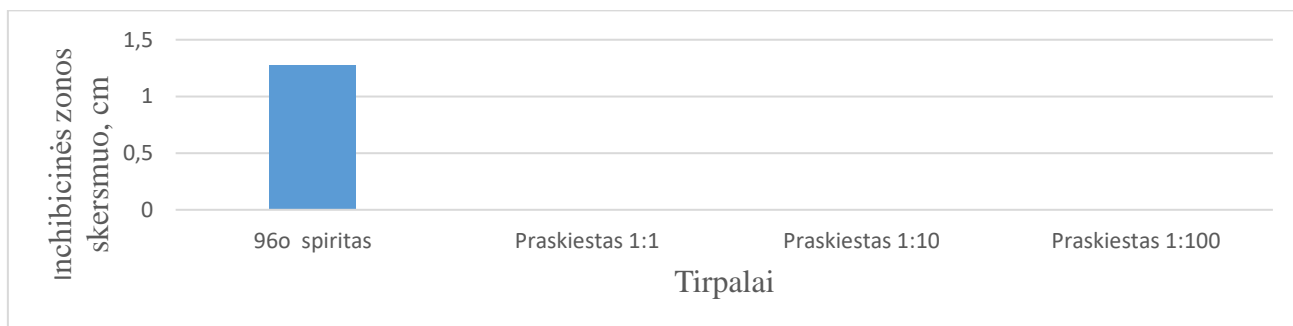 Inchibicinės zonos
skersmuo, cm
1,5
1
0,5
0
96o spiritas
Praskiestas 1:1
Praskiestas 1:10
Praskiestas 1:100
Tirpalai